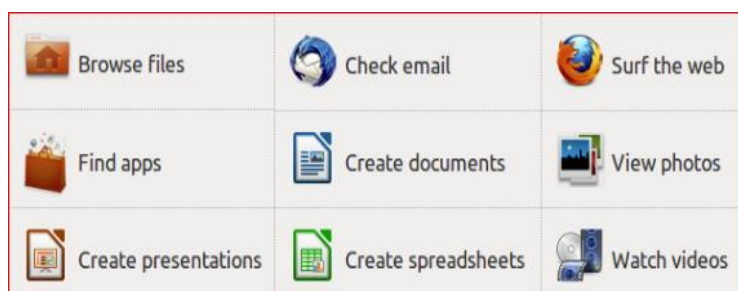 Browse files
Check email
Surf the web
Find apps
Create documents
View photos
Create presentations
Create spreadsheets
Watch videos